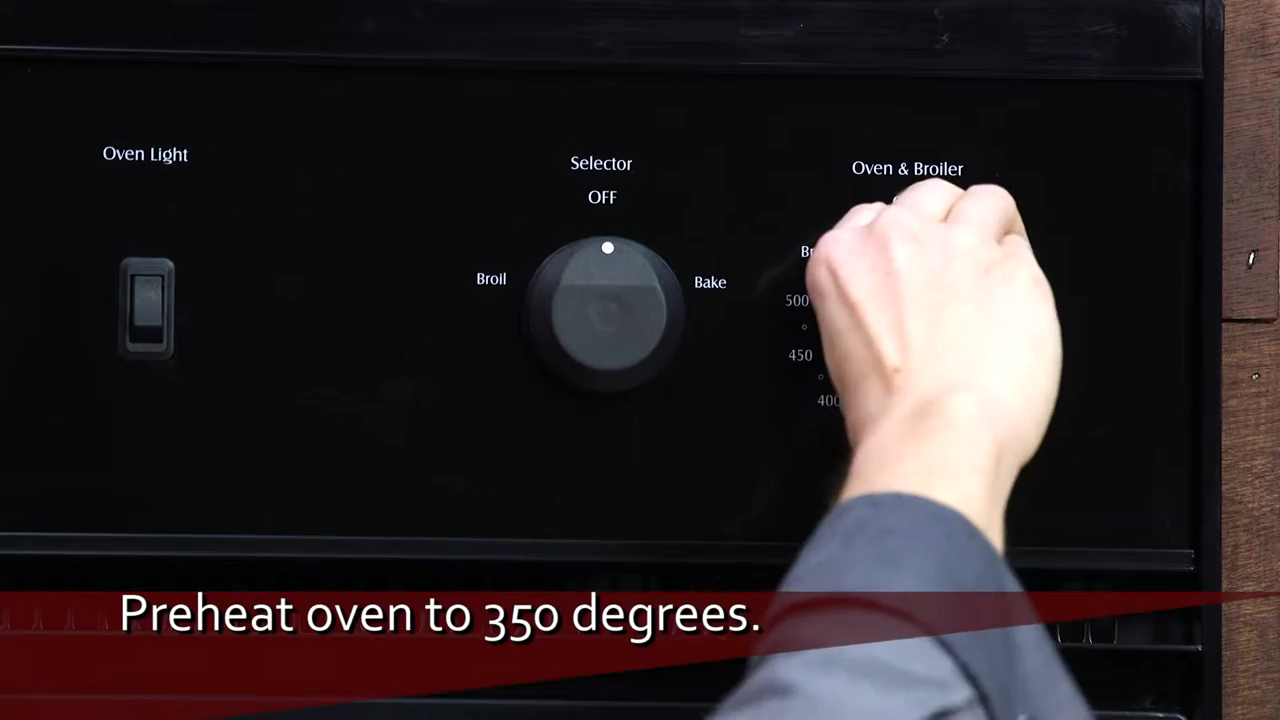 Oven Light
Selector
OFF
Broil
Bake
Oven & Broiler
500
450
400
Preheat oven to 350 degrees.